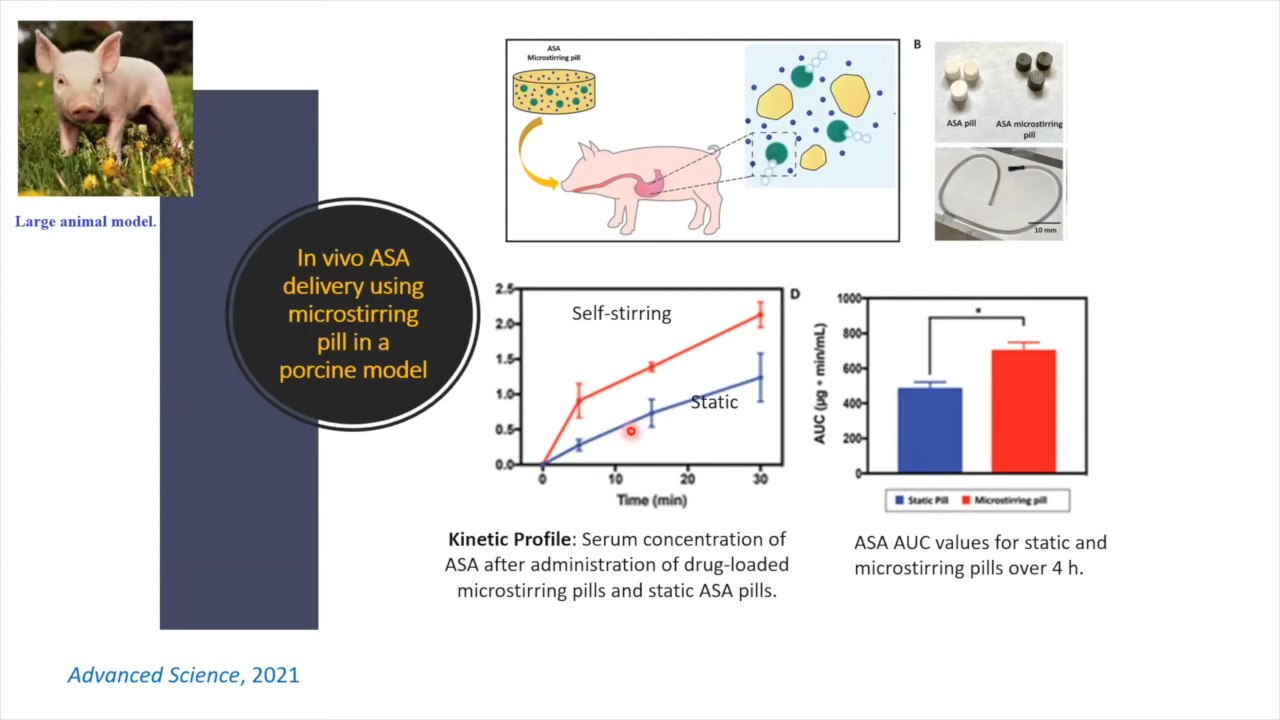 Large animal model.
In vivo ASA
delivery using
microstirring
pill in a
porcine model
ASA
Microstirring pill
B
ASA pill
ASA microstirring
pill
10 mm
2.5
2.0
1.5
1.0
0.5
0.0
Self-stirring
Static
0
10
20
30
Time (min)
D
1000
800
600
400
200
0
AUC (µg • min/mL)
*
Static Pill
Microstirring pill
Kinetic Profile: Serum concentration of
ASA after administration of drug-loaded
microstirring pills and static ASA pills.
ASA AUC values for static and
microstirring pills over 4 h.
Advanced Science, 2021